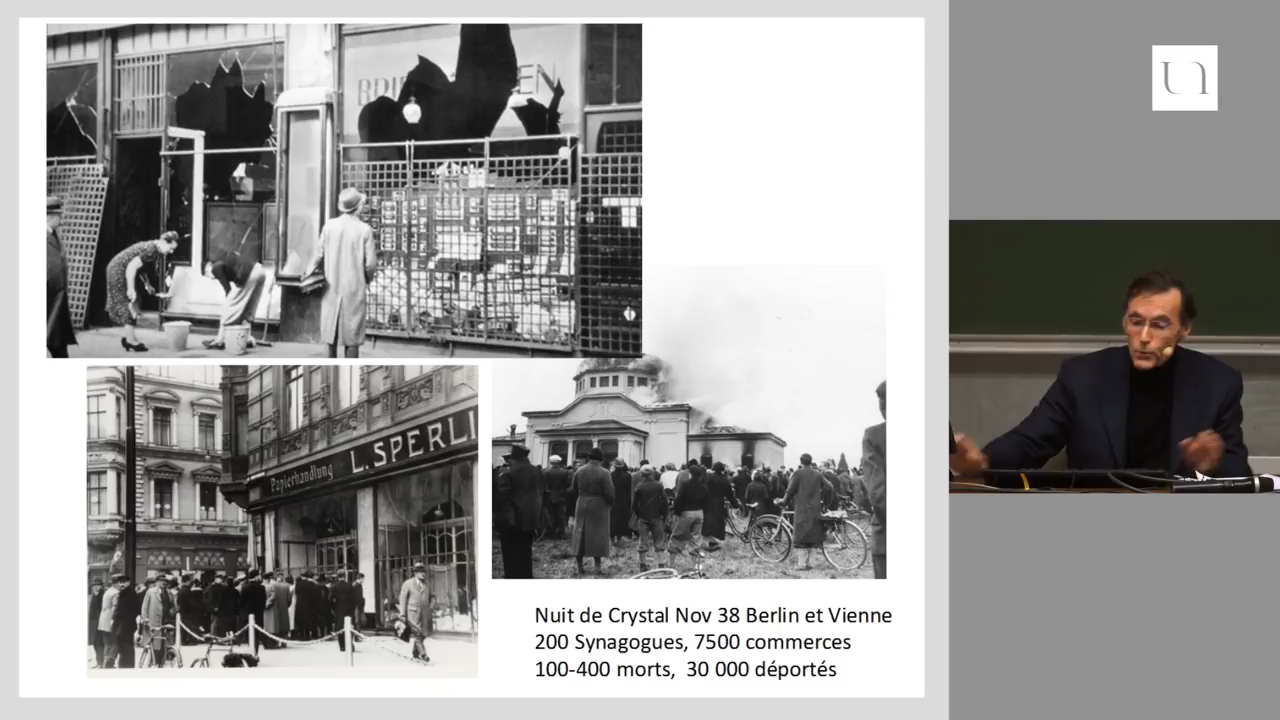 Papierhandlung L. SPERLI
Nuit de Crystal Nov 38 Berlin et Vienne
200 Synagogues, 7500 commerces
100-400 morts, 30 000 déportés